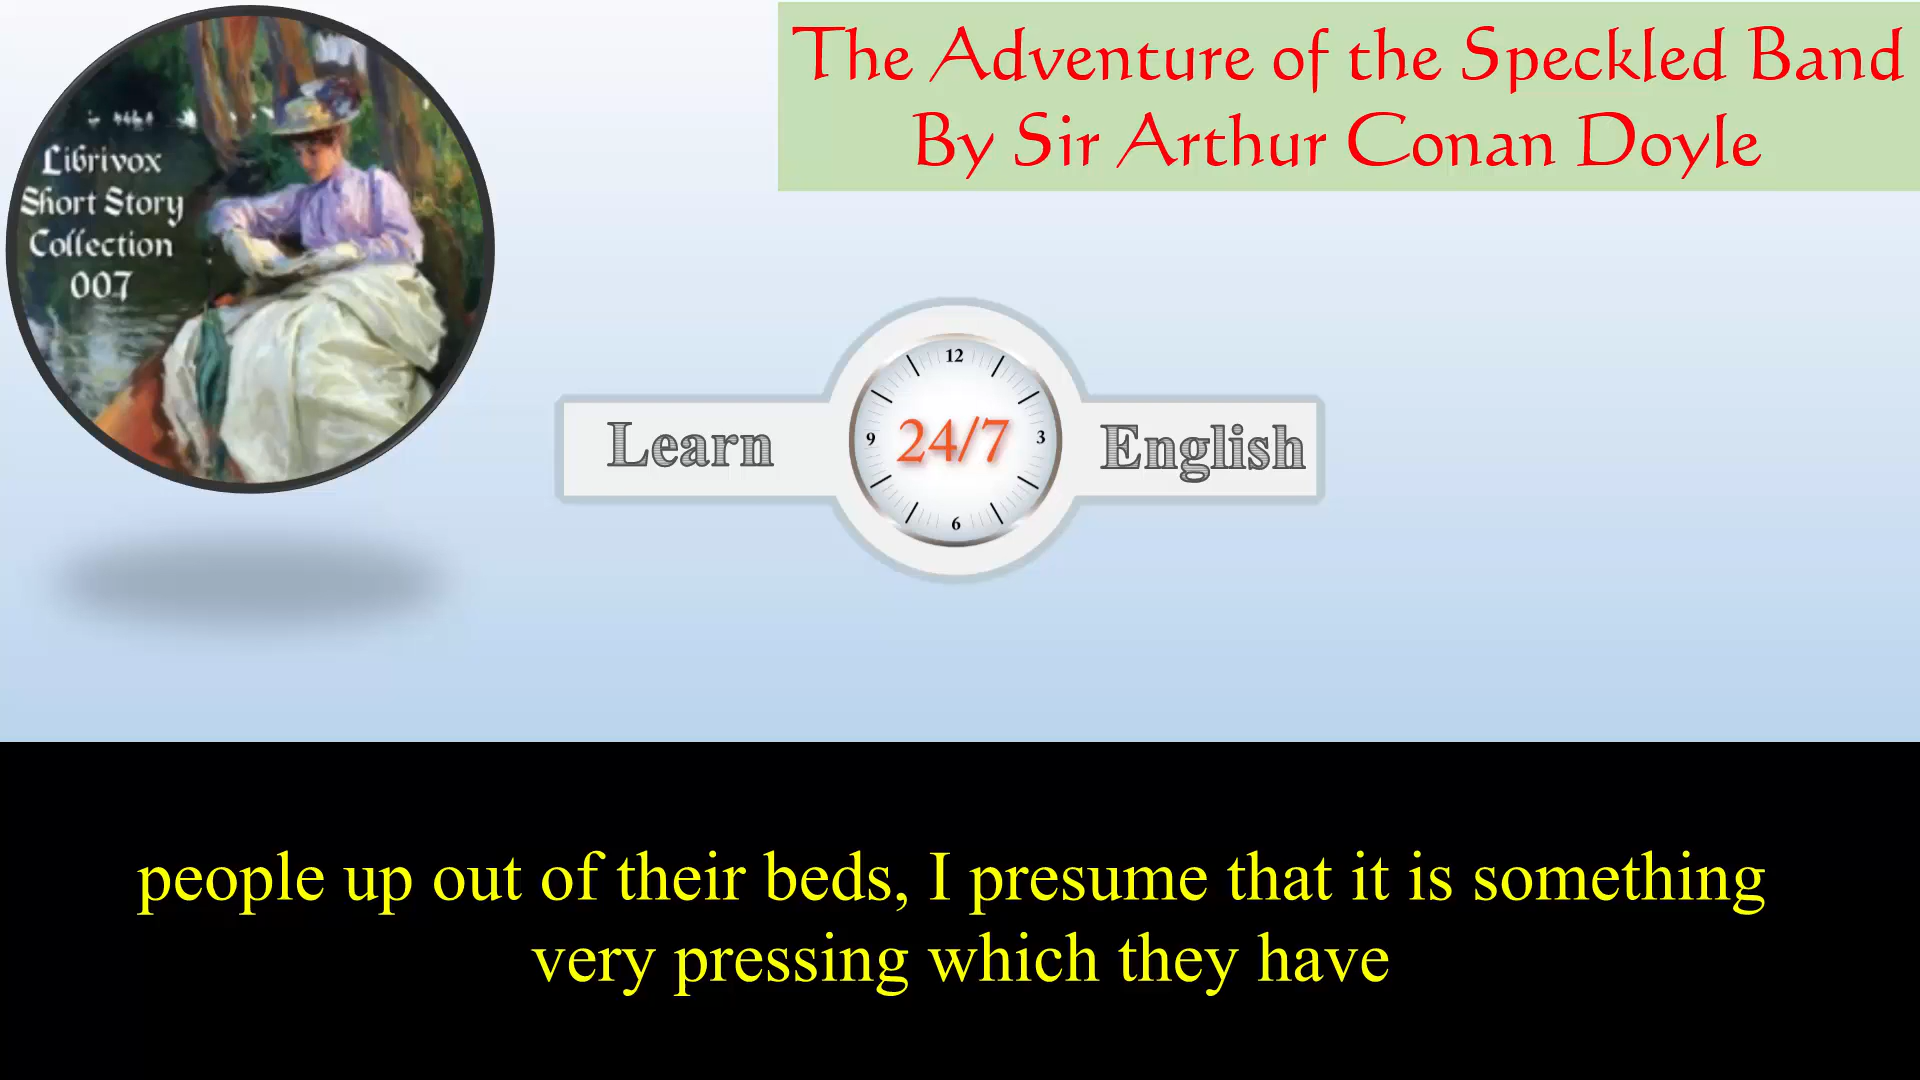 Librivox
Short Story
Collection
007
The Adventure of the Speckled Band
By Sir Arthur Conan Doyle
Learn 24/7 English
12
9
3
6
people up out of their beds, I presume that it is something
very pressing which they have